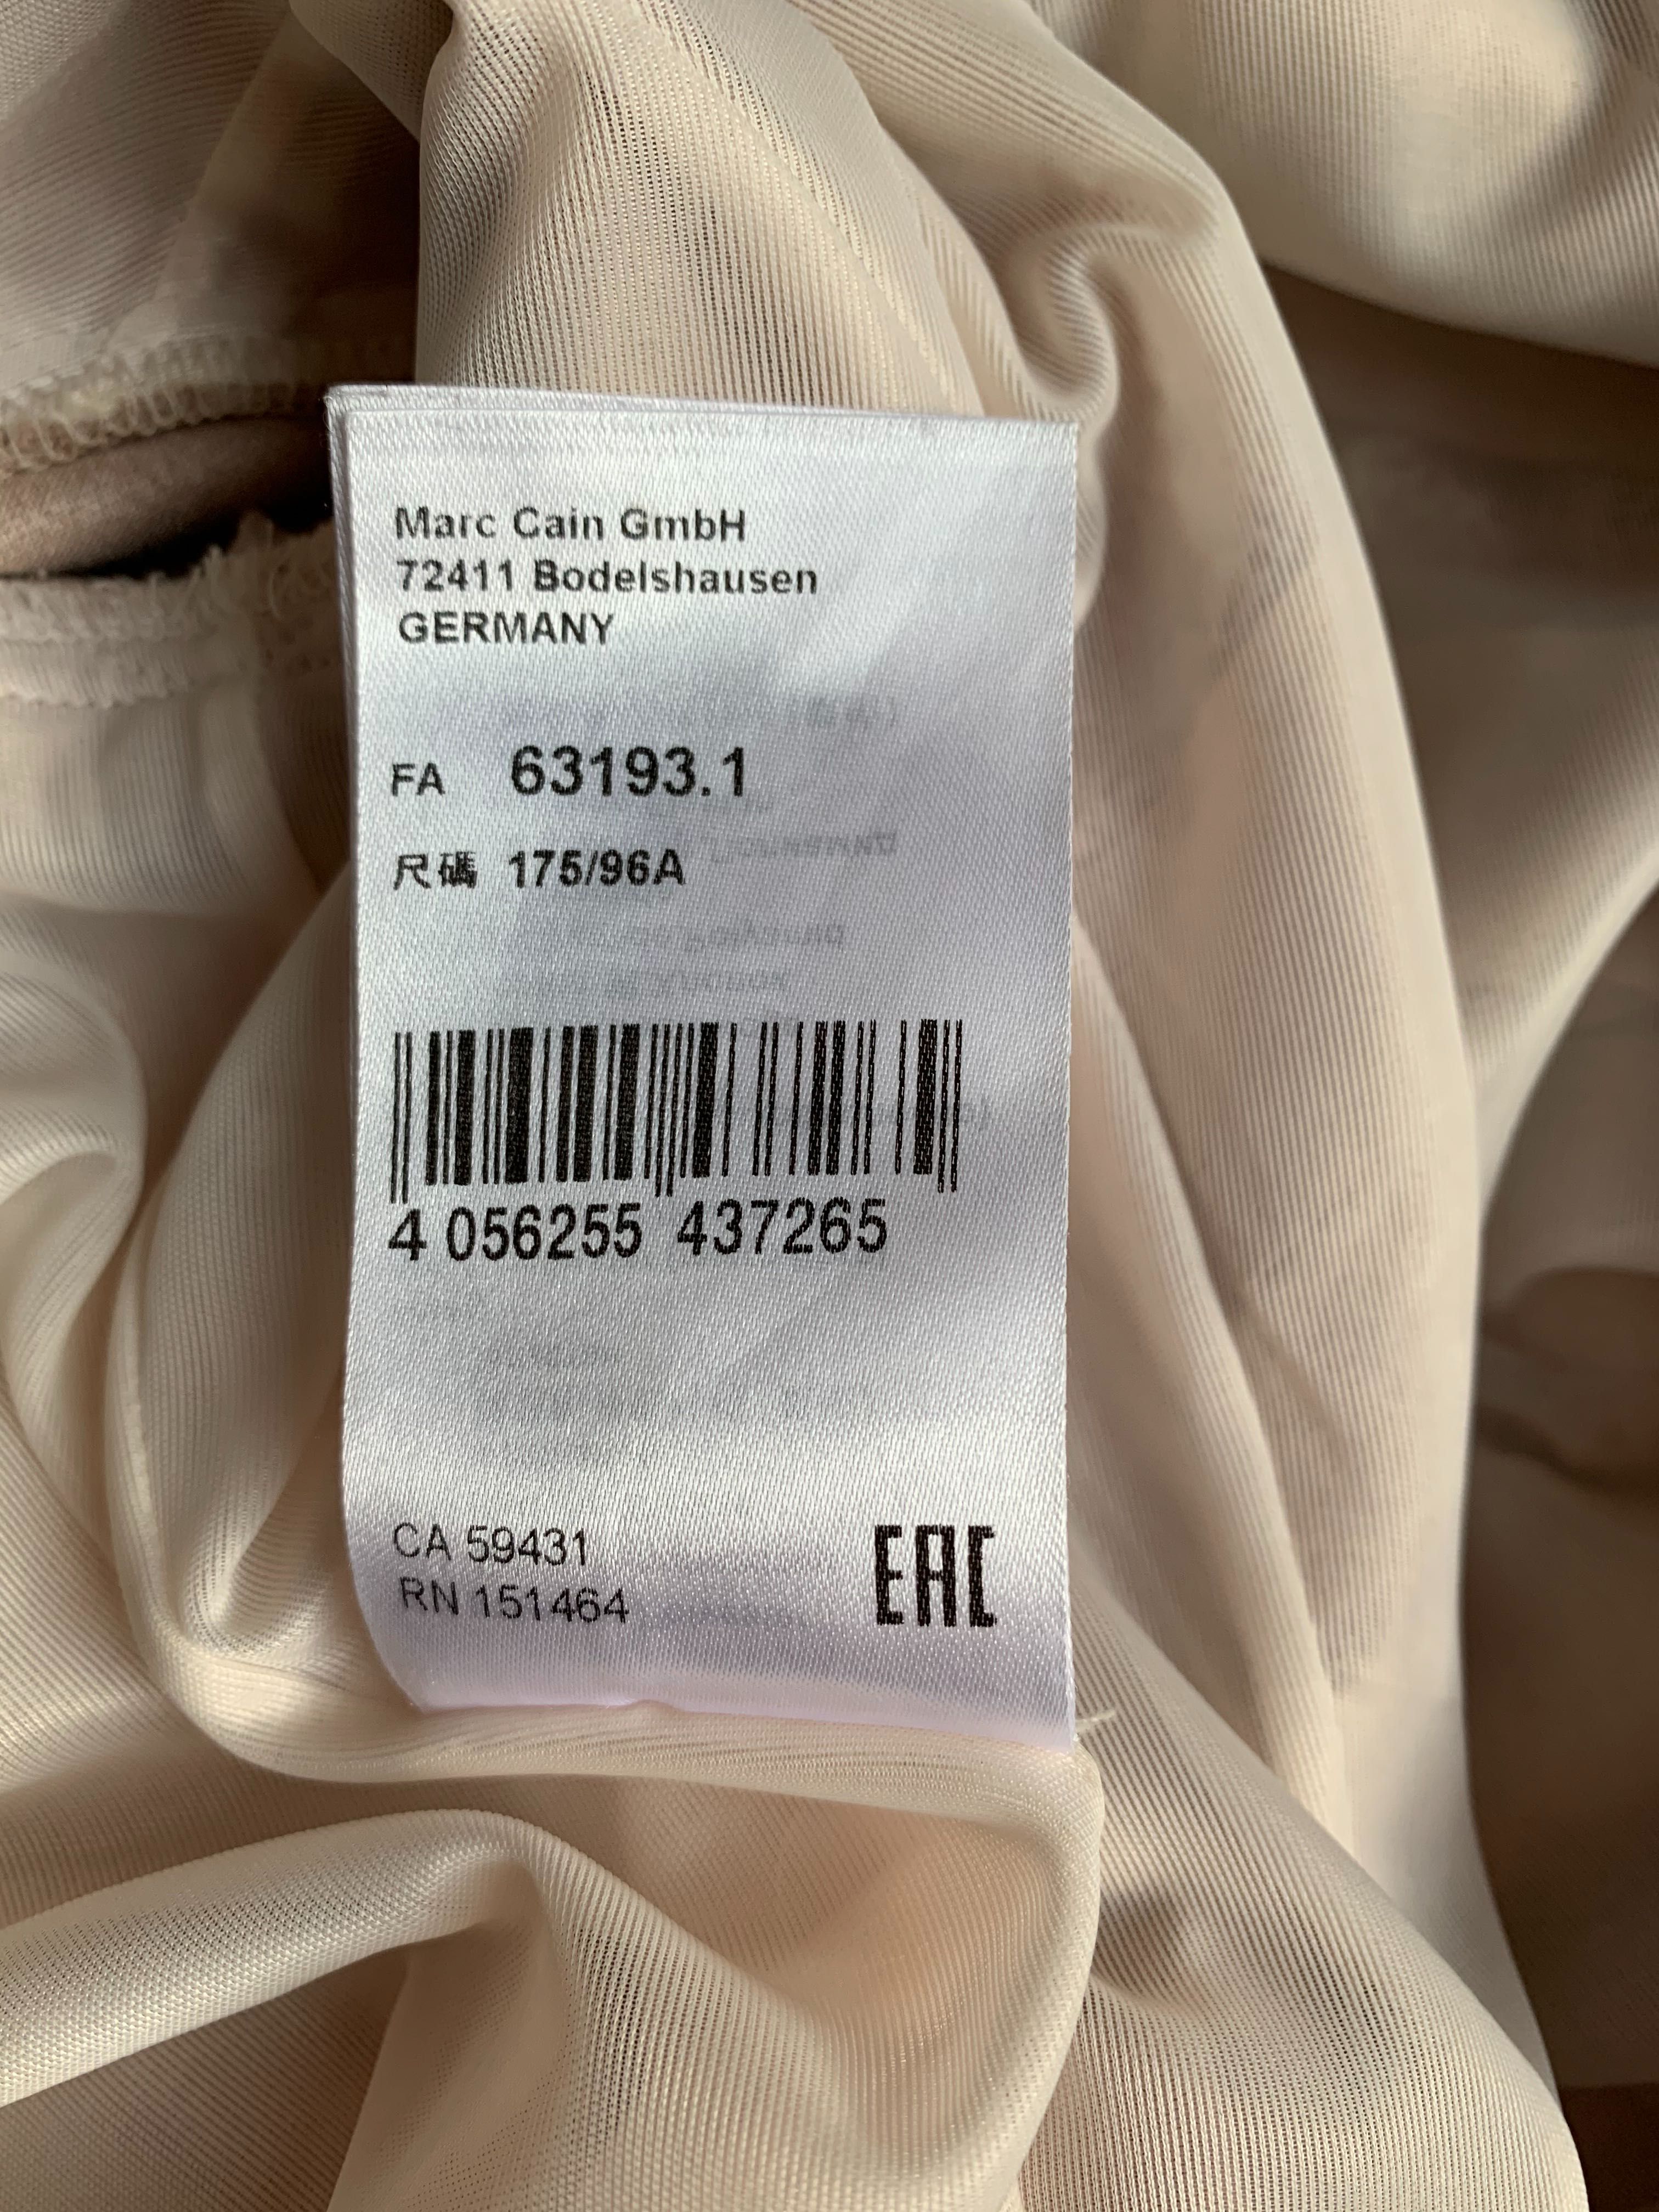 Marc Cain GmbH
72411 Bodelshausen
GERMANY
FA 63193.1
尺碼 175/96A
4 056255 437265
CA 59431
RN 151464
EAC